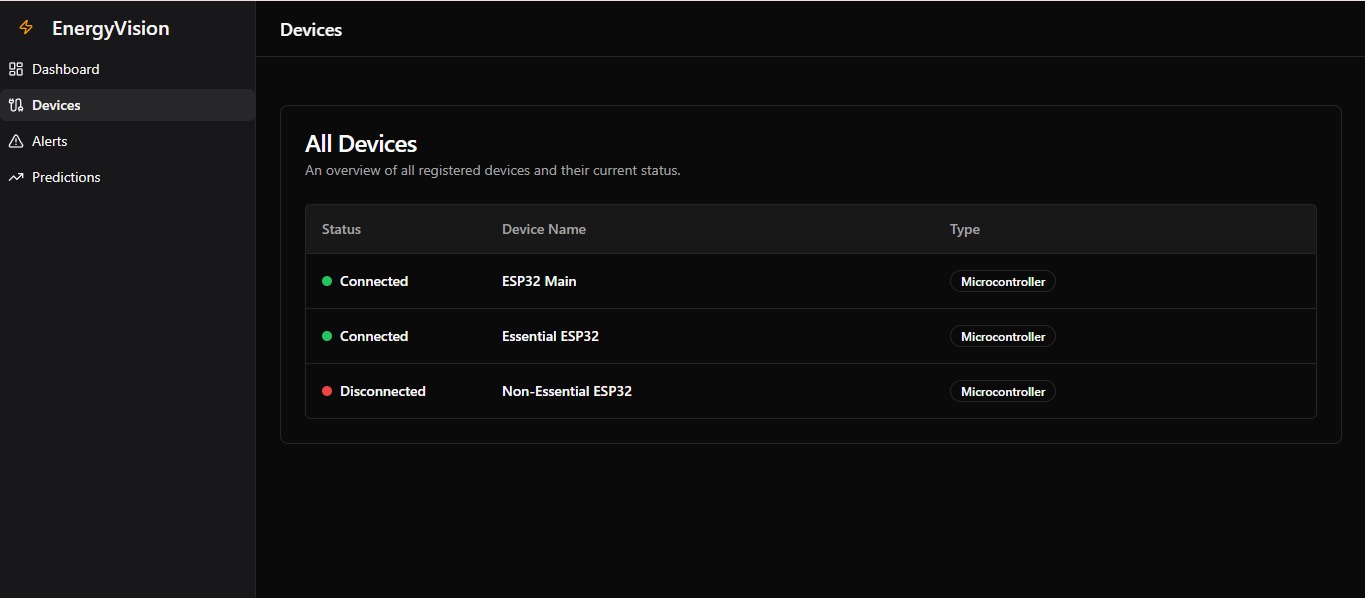 EnergyVision
Dashboard
Devices
Alerts
Predictions
Devices
All Devices
An overview of all registered devices and their current status.
Status Device Name Type
Connected ESP32 Main Microcontroller
Connected Essential ESP32 Microcontroller
Disconnected Non-Essential ESP32 Microcontroller